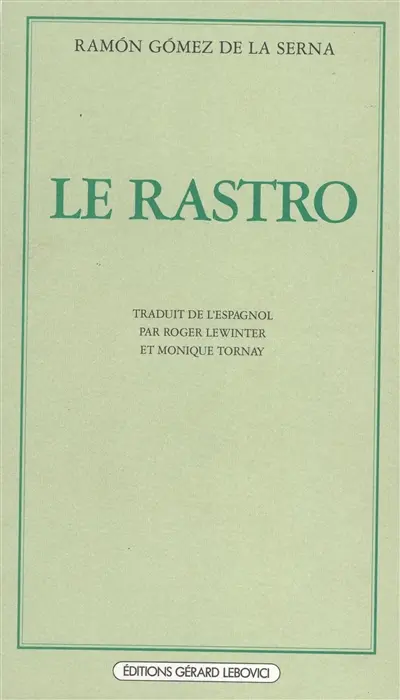 RAMÓN GÓMEZ DE LA SERNA
LE RASTRO
TRADUIT DE L'ESPAGNOL
PAR ROGER LEWINTER
ET MONIQUE TORNAY
ÉDITIONS GÉRARD LEBOVICI